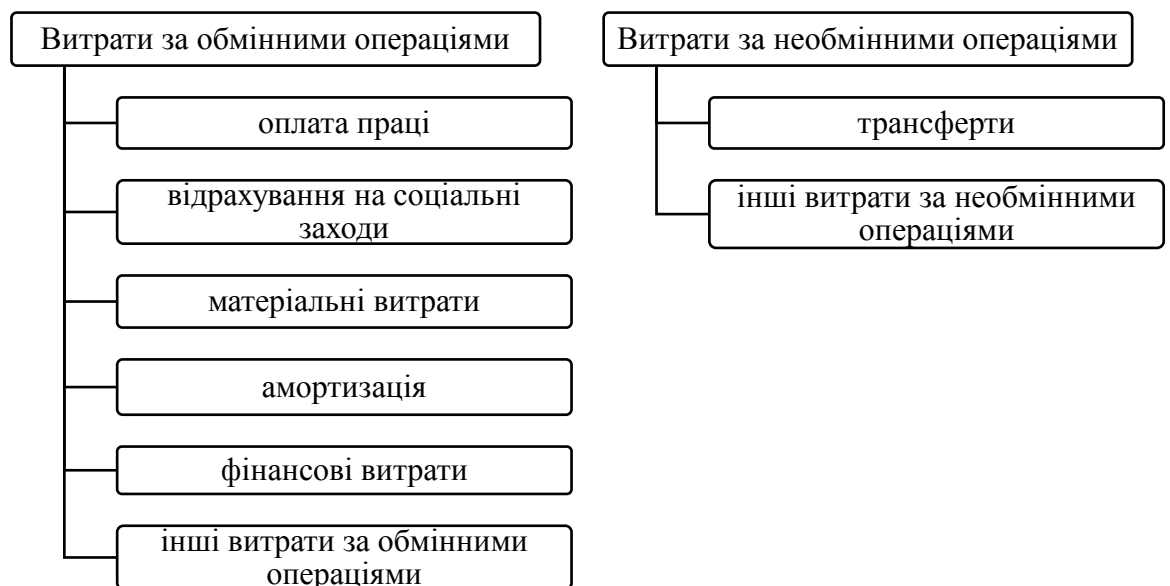 Витрати за обмінними операціями
оплата праці
відрахування на соціальні
заходи
матеріальні витрати
амортизація
фінансові витрати
інші витрати за обмінними
операціями
Витрати за необмінними операціями
трансферти
інші витрати за необмінними
операціями